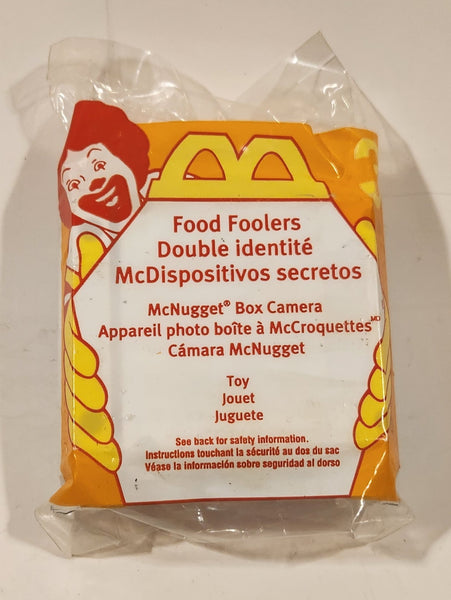 Food Foolers
Double identité
McDispositivos secretos
McNugget® Box Camera
Appareil photo boîte à McCroquettes MD
Cámara McNugget
Toy
Jouet
Juguete
See back for safety information.
Instructions touchant la sécurité au dos du sac
Véase la información sobre seguridad al dorso